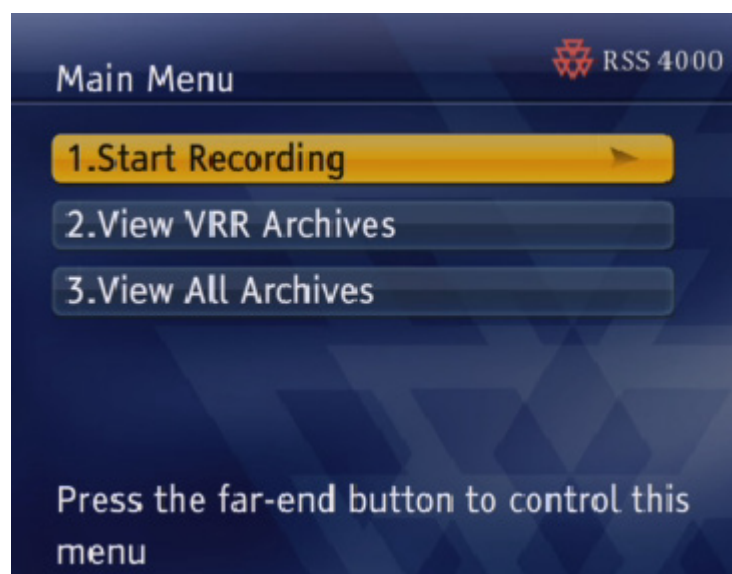 Main Menu
RSS 4000
1.Start Recording
2.View VRR Archives
3.View All Archives
Press the far-end button to control this
menu